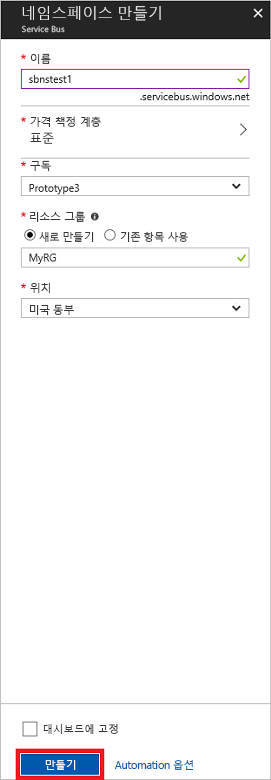 네임스페이스 만들기
Service Bus
* 이름
sbnstest1
.servicebus.windows.net
* 가격 책정 계층
표준
* 구독
Prototype3
* 리소스 그룹
새로 만들기 기존 항목 사용
MyRG
* 위치
미국 동부
대시보드에 고정
만들기 Automation 옵션